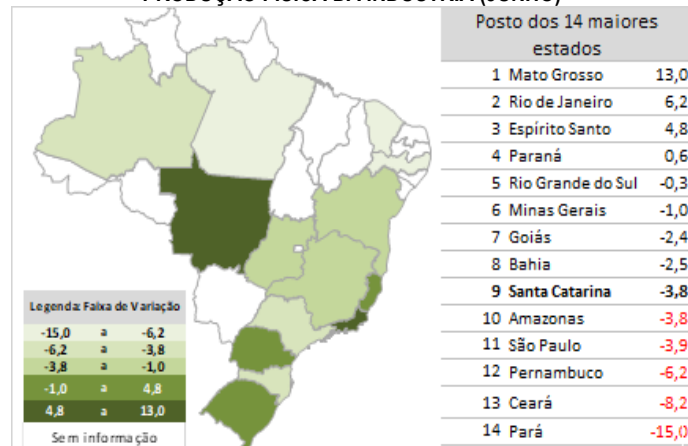 PRODUÇÃO FÍSICA DA INDÚSTRIA (JUNHO)
Posto dos 14 maiores
estados
1 Mato Grosso 13,0
2 Rio de Janeiro 6,2
3 Espírito Santo 4,8
4 Paraná 0,6
5 Rio Grande do Sul -0,3
6 Minas Gerais -1,0
7 Goiás -2,4
8 Bahia -2,5
9 Santa Catarina -3,8
10 Amazonas -3,8
11 São Paulo -3,9
12 Pernambuco -6,2
13 Ceará -8,2
14 Pará -15,0
Legenda: Faixa de Variação
-15,0 a -6,2
-6,2 a -3,8
-3,8 a -1,0
-1,0 a 4,8
4,8 a 13,0
Sem informação